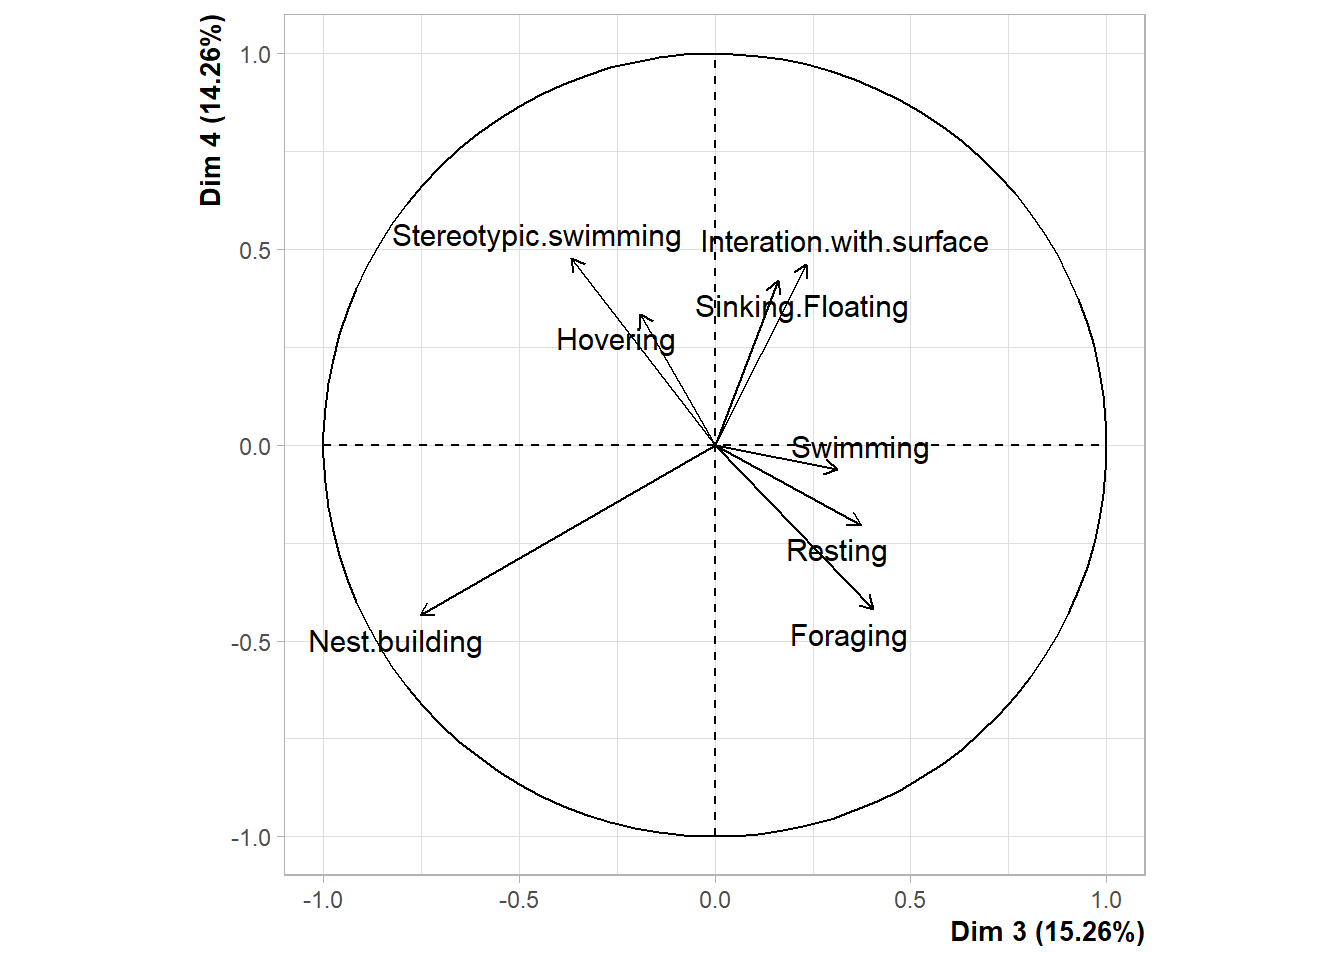 Dim 4 (14.26%)
1.0
0.5
0.0
-0.5
-1.0
Stereotypic.swimming
Interation.with.surface
Sinking.Floating
Hovering
Swimming
Resting
Foraging
Nest.building
-1.0
-0.5
0.0
0.5
1.0
Dim 3 (15.26%)